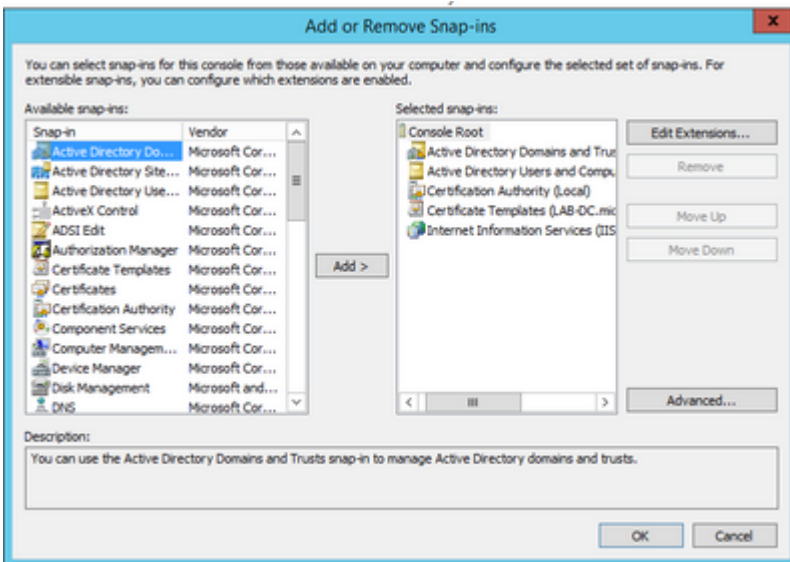 Add or Remove Snap-ins
x
You can select snap-ins for this console from those available on your computer and configure the selected set of snap-ins. For
extensible snap-ins, you can configure which extensions are enabled.
Available snap-ins:
Snap-in Vendor
Active Directory Do... Microsoft Cor...
Active Directory Site... Microsoft Cor...
Active Directory Use... Microsoft Cor...
ActiveX Control Microsoft Cor...
ADSI Edit Microsoft Cor...
Authorization Manager Microsoft Cor...
Certificate Templates Microsoft Cor...
Certificates Microsoft Cor...
Certification Authority Microsoft Cor...
Component Services Microsoft Cor...
Computer Managem... Microsoft Cor...
Device Manager Microsoft Cor...
Disk Management Microsoft and...
DNS Microsoft Cor...
Add >
Selected snap-ins:
Console Root
Active Directory Domains and Trus
Active Directory Users and Compu
Certification Authority (Local)
Certificate Templates (LAB-DC.mic
Internet Information Services (IIS
Edit Extensions...
Remove
Move Up
Move Down
Advanced...
Description:
You can use the Active Directory Domains and Trusts snap-in to manage Active Directory domains and trusts.
OK Cancel